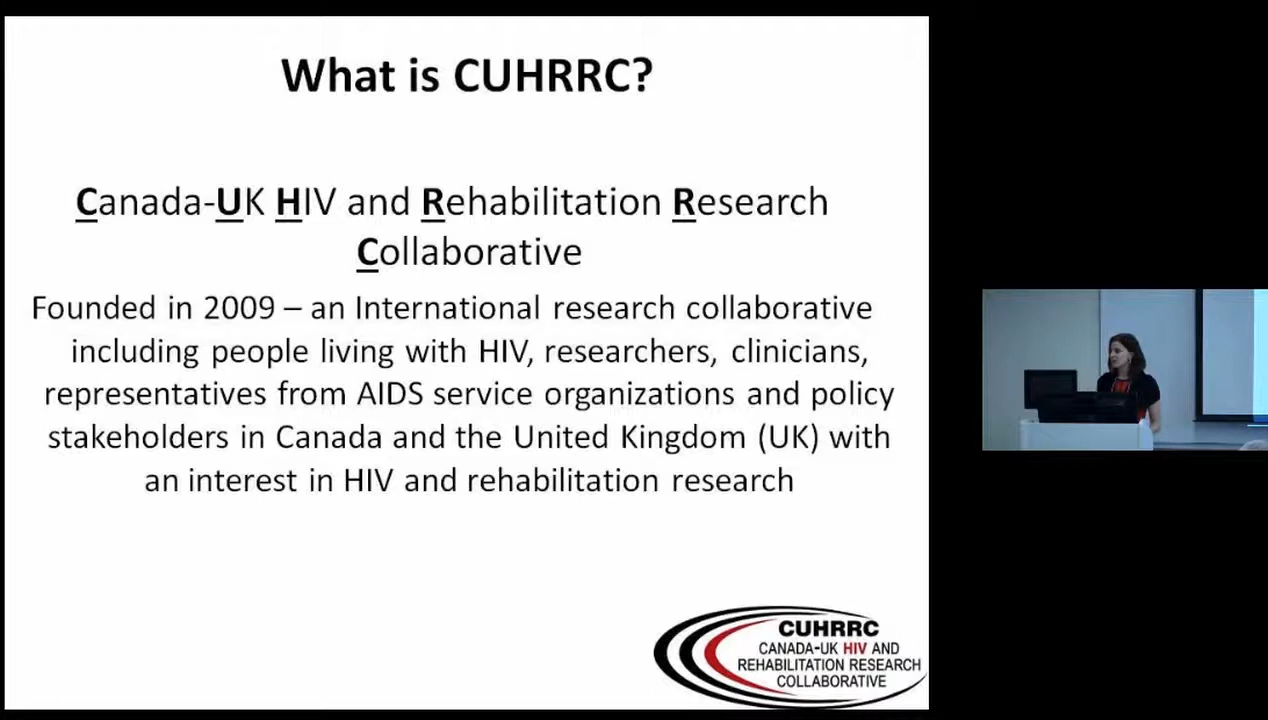 What is CUHRRC?
Canada-UK HIV and Rehabilitation Research
Collaborative
Founded in 2009 – an International research collaborative
including people living with HIV, researchers, clinicians,
representatives from AIDS service organizations and policy
stakeholders in Canada and the United Kingdom (UK) with
an interest in HIV and rehabilitation research
CUHRRC
CANADA-UK HIV AND
REHABILITATION RESEARCH
COLLABORATIVE